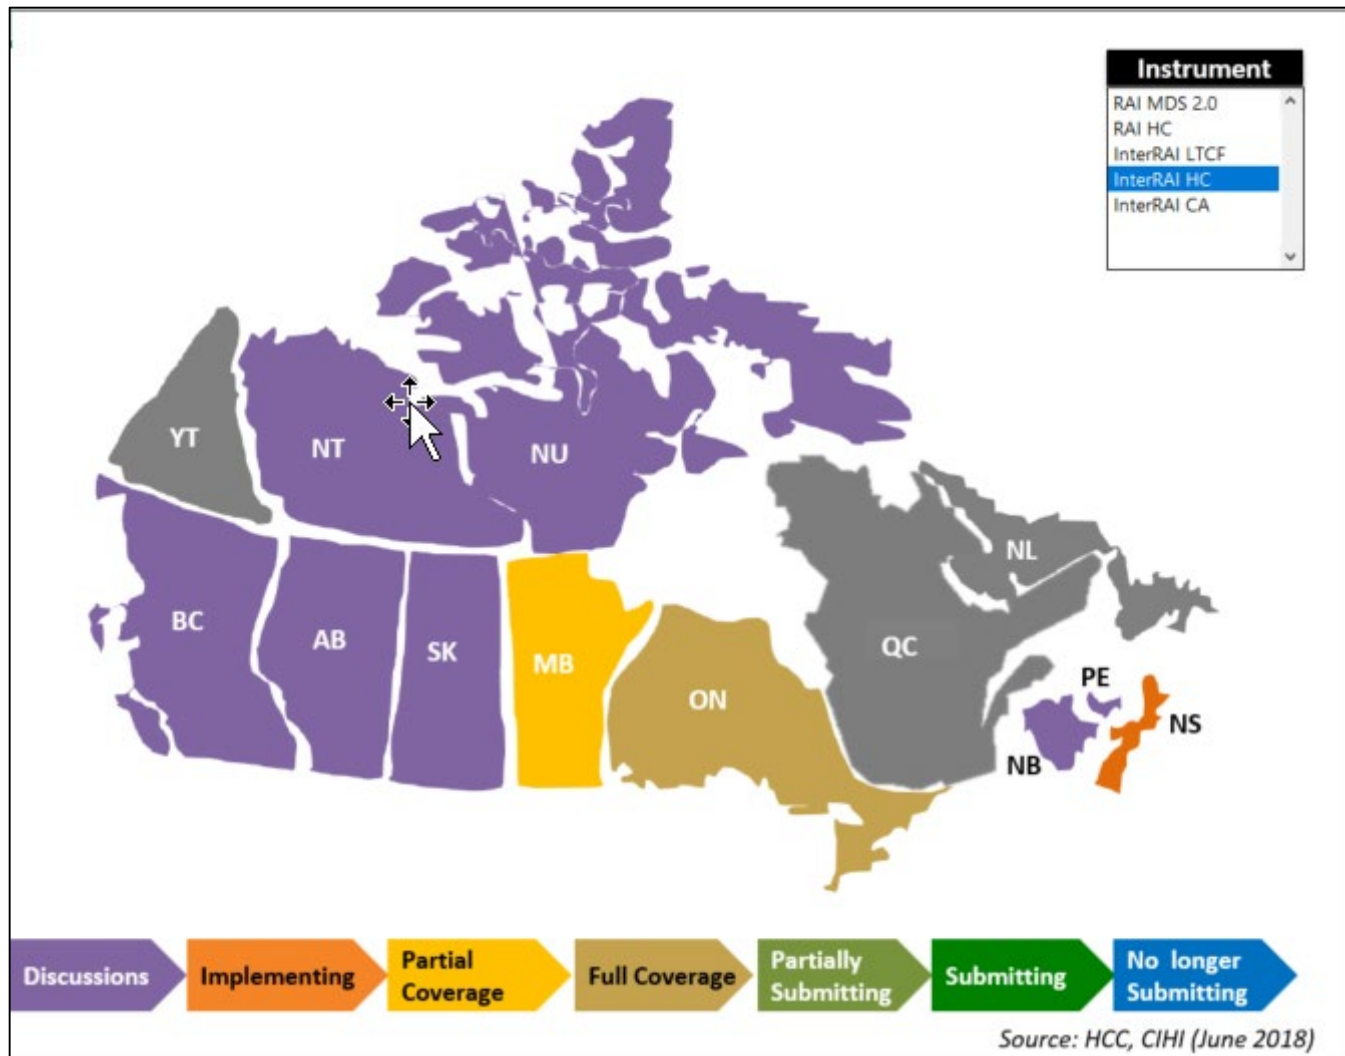 Instrument
RAI MDS 2.0
RAI HC
InterRAI LTCF
InterRAI HC
InterRAI CA
YT
NT
NU
BC
AB
SK
MB
ON
QC
NL
PE
NS
NB
Discussions
Implementing
Partial
Coverage
Full Coverage
Partially
Submitting
Submitting
No longer
Submitting
Source: HCC, CIHI (June 2018)